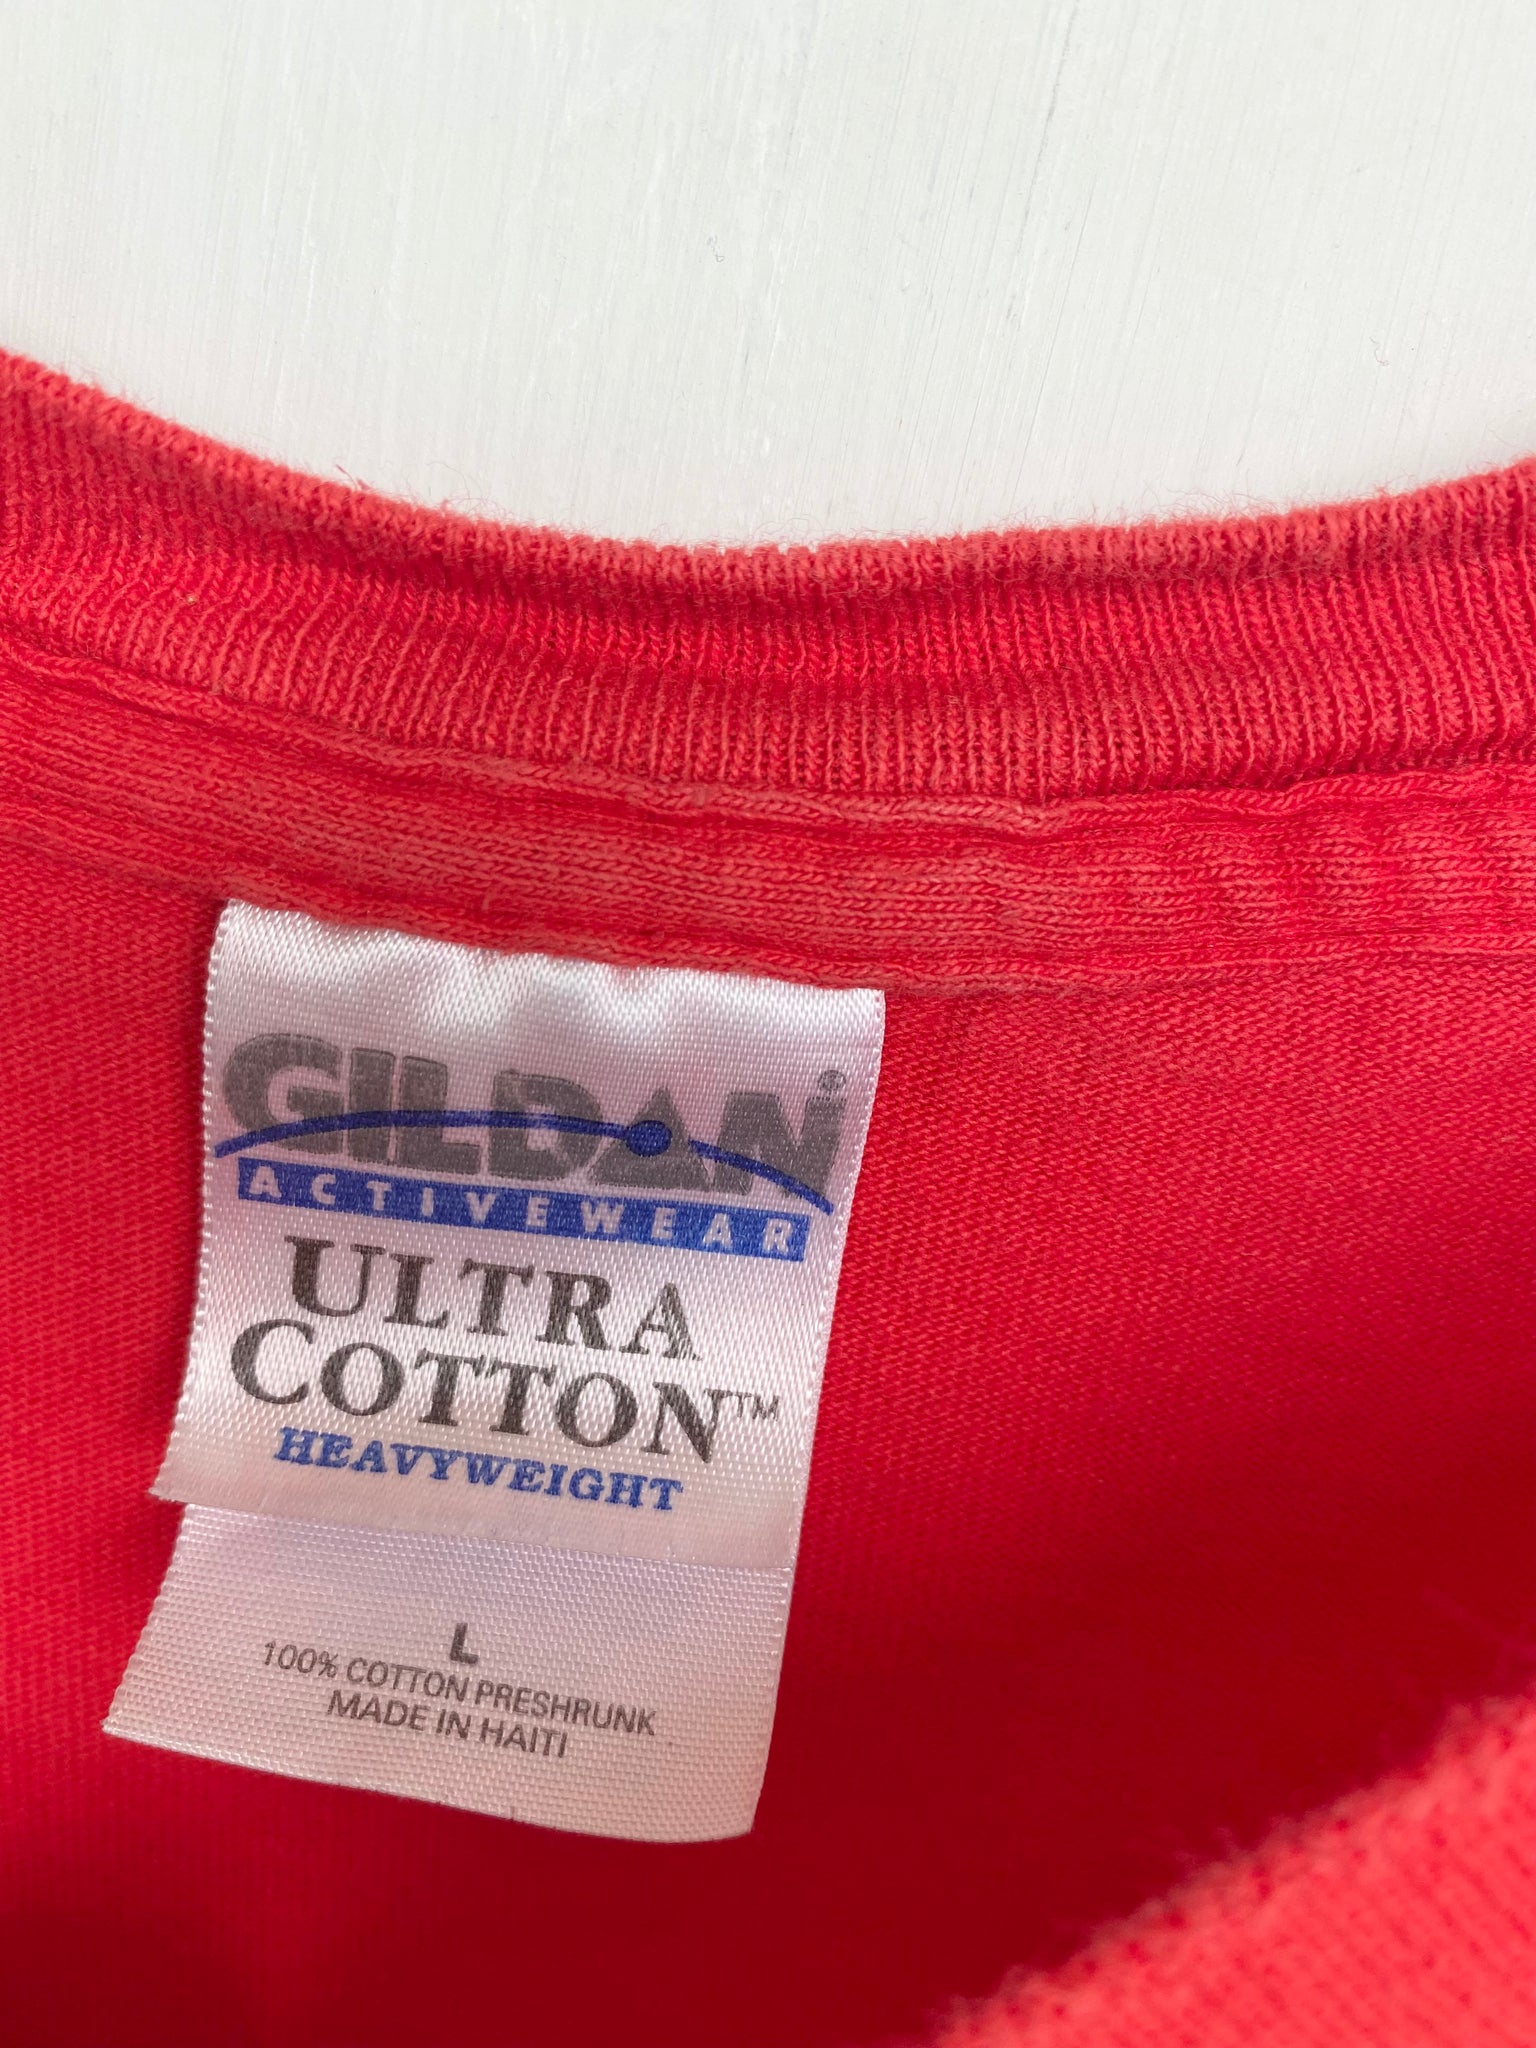 GILDAN®
ACTIVEWEAR
ULTRA
COTTON™
HEAVYWEIGHT
L
100% COTTON PRESHRUNK
MADE IN HAITI